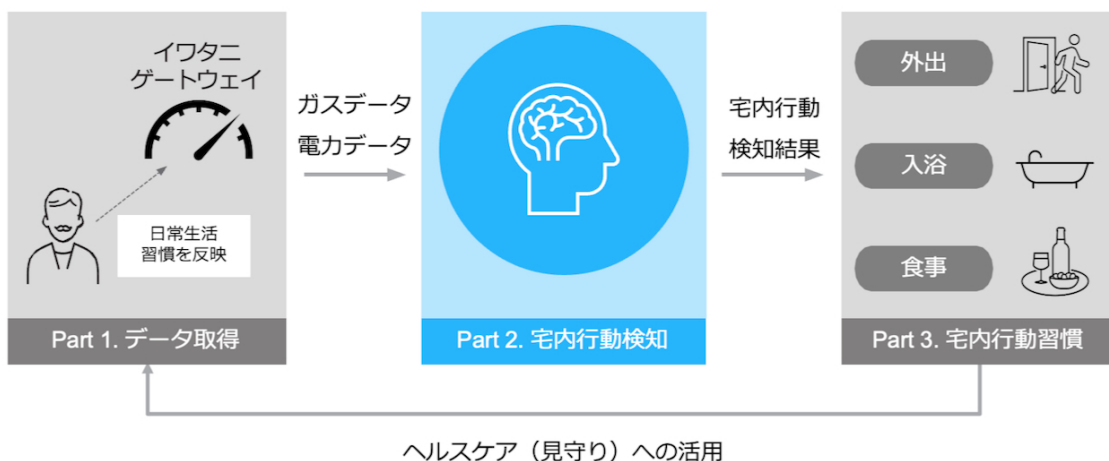 イワタニ
ゲートウェイ
日常生活
習慣を反映
Part 1. データ取得
ガスデータ
電力データ
Part 2. 宅内行動検知
宅内行動
検知結果
外出
入浴
食事
Part 3. 宅内行動習慣
ヘルスケア（見守り）への活用